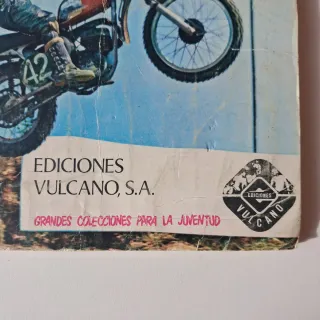 42
EDICIONES
VULCANO, S.A.
GRANDES COLECCIONES PARA LA JUVENTUD
EDICIONES
VULCANO